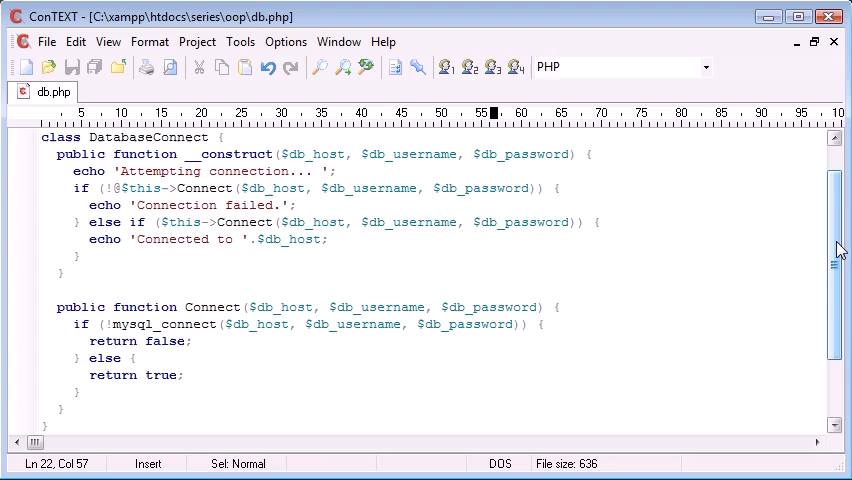 ConTEXT - [C:\xampp\htdocs\series\oop\db.php]
File Edit View Format Project Tools Options Window Help
1 2 3 4 PHP
db.php
5 10 15 20 25 30 35 40 45 50 55 60 65 70 75 80 85 90 95 10
class DatabaseConnect {
public function __construct($db_host, $db_username, $db_password) {
echo 'Attempting connection... ';
if (!@$this->Connect($db_host, $db_username, $db_password)) {
echo 'Connection failed.';
} else if ($this->Connect($db_host, $db_username, $db_password)) {
echo 'Connected to '.$db_host;
}
}
public function Connect($db_host, $db_username, $db_password) {
if (!mysql_connect($db_host, $db_username, $db_password)) {
return false;
} else {
return true;
}
}
}
Ln 22, Col 57 Insert Sel: Normal DOS File size: 636